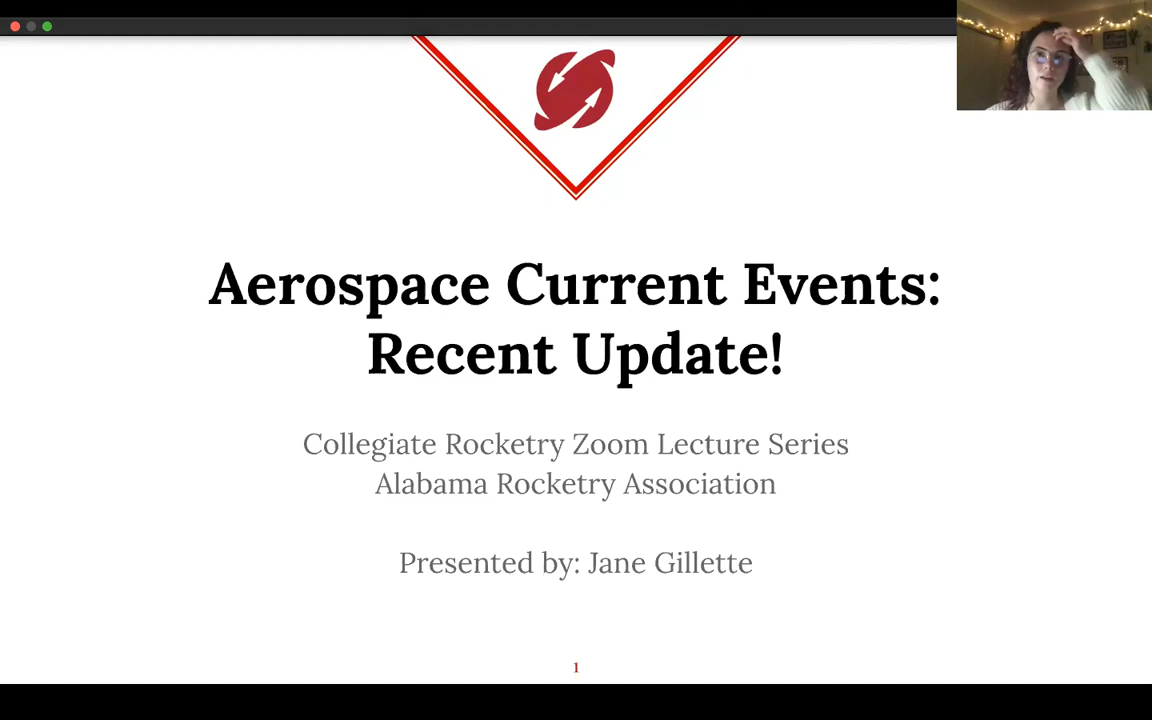 Aerospace Current Events:
Recent Update!
Collegiate Rocketry Zoom Lecture Series
Alabama Rocketry Association
Presented by: Jane Gillette
1